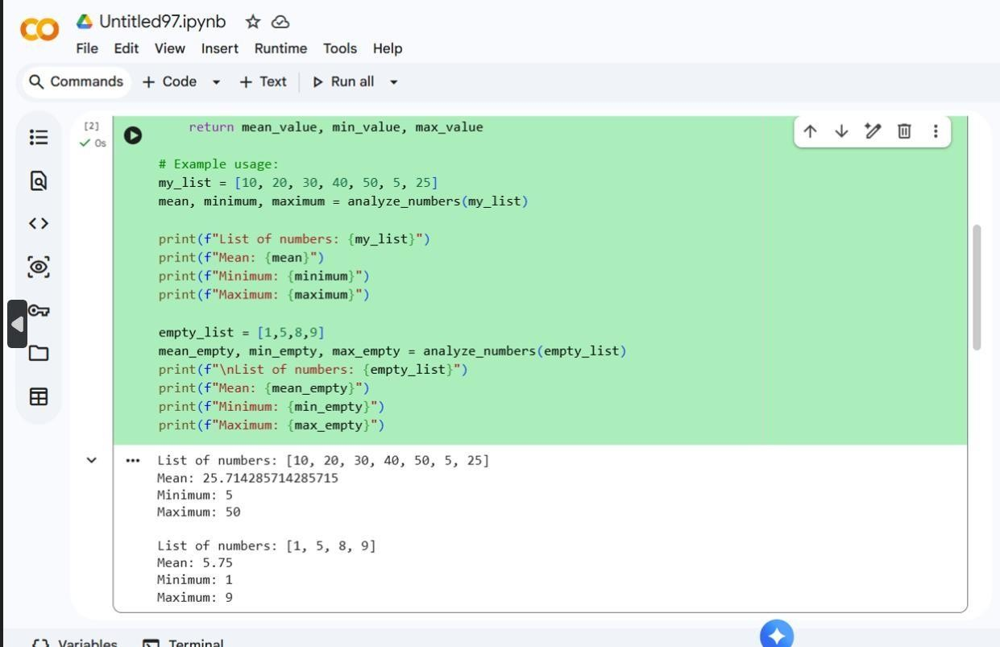 Untitled97.ipynb
File Edit View Insert Runtime Tools Help
Commands + Code + Text Run all
[2]
0s
return mean_value, min_value, max_value
# Example usage:
my_list = [10, 20, 30, 40, 50, 5, 25]
mean, minimum, maximum = analyze_numbers(my_list)
print(f"List of numbers: {my_list}")
print(f"Mean: {mean}")
print(f"Minimum: {minimum}")
print(f"Maximum: {maximum}")
empty_list = [1,5,8,9]
mean_empty, min_empty, max_empty = analyze_numbers(empty_list)
print(f"\nList of numbers: {empty_list}")
print(f"Mean: {mean_empty}")
print(f"Minimum: {min_empty}")
print(f"Maximum: {max_empty}")
List of numbers: [10, 20, 30, 40, 50, 5, 25]
Mean: 25.714285714285715
Minimum: 5
Maximum: 50
List of numbers: [1, 5, 8, 9]
Mean: 5.75
Minimum: 1
Maximum: 9
Variables Terminal